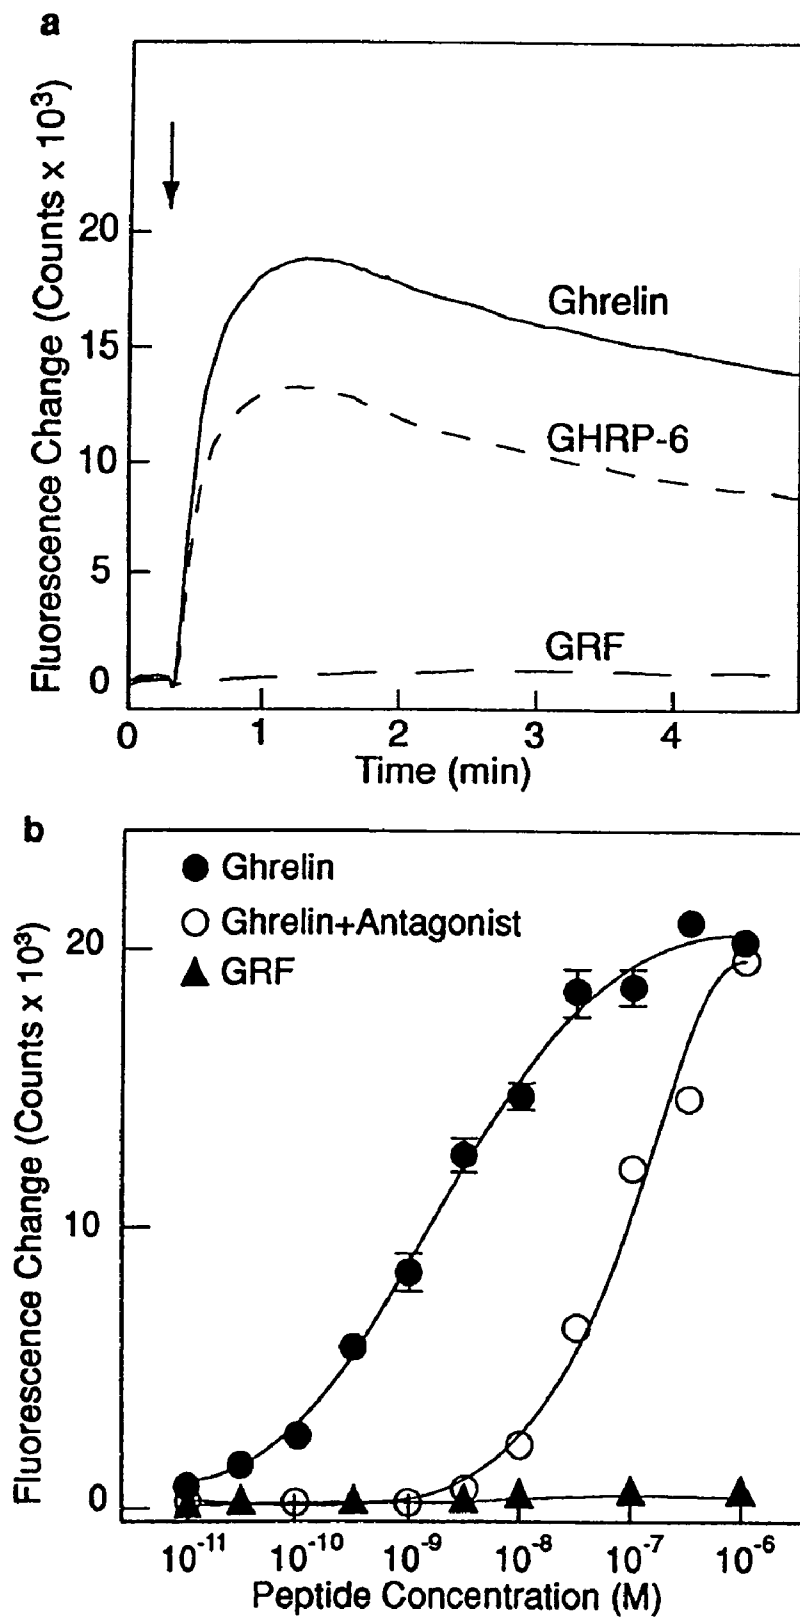 a
Fluorescence Change (Counts x 10³)
20
15
10
5
0
Ghrelin
GHRP-6
GRF
0 1 2 3 4
Time (min)
b
Fluorescence Change (Counts x 10³)
Ghrelin
Ghrelin+Antagonist
GRF
20
10
0
10⁻¹¹ 10⁻¹⁰ 10⁻⁹ 10⁻⁸ 10⁻⁷ 10⁻⁶
Peptide Concentration (M)